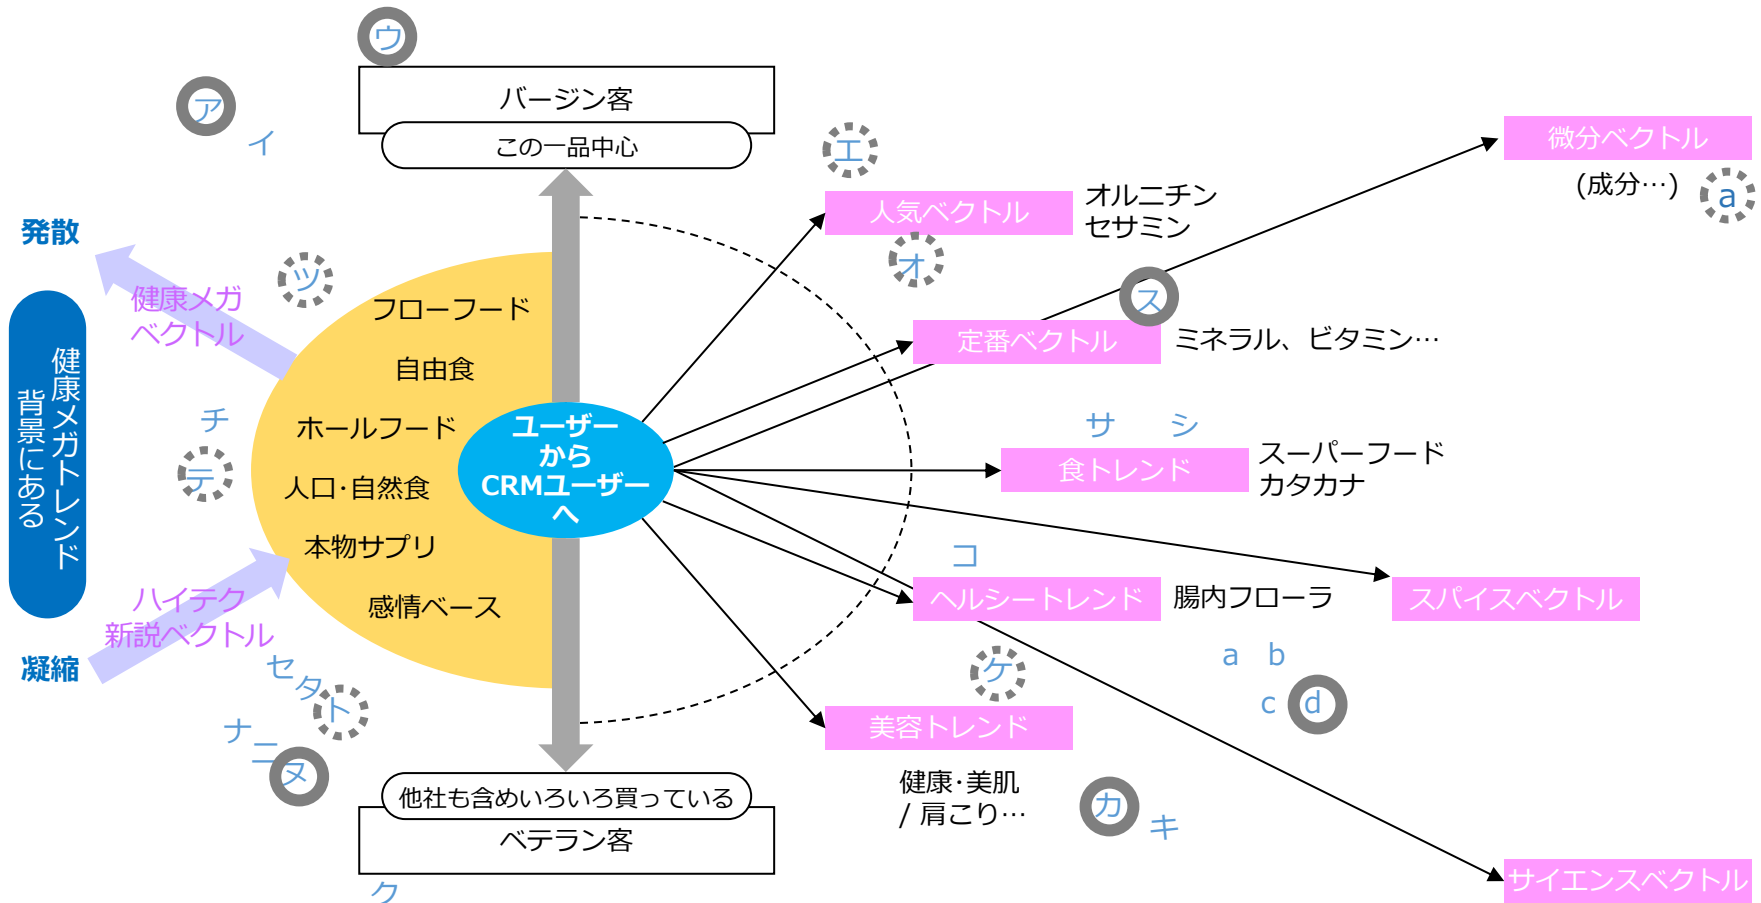 ウ
バージン客
この一品中心
ア
イ
エ
微分ベクトル
(成分…)
a
人気ベクトル
オルニチン
セサミン
オ
発散
ツ
健康メガ
ベクトル
フローフード
自由食
ホールフード
人口･自然食
本物サプリ
感情ベース
ス
定番ベクトル
ミネラル、ビタミン…
健康メガトレンド
背景にある
チ
テ
ユーザー
から
CRMユーザー
へ
サ
シ
食トレンド
スーパーフード
カタカナ
コ
ヘルシートレンド
腸内フローラ
スパイスベクトル
ハイテク
新説ベクトル
凝縮
セ
タ
ト
ナ
ニ
ヌ
ケ
a
b
c
d
美容トレンド
健康･美肌
/ 肩こり…
カ
キ
他社も含めいろいろ買っている
ベテラン客
ク
サイエンスベクトル